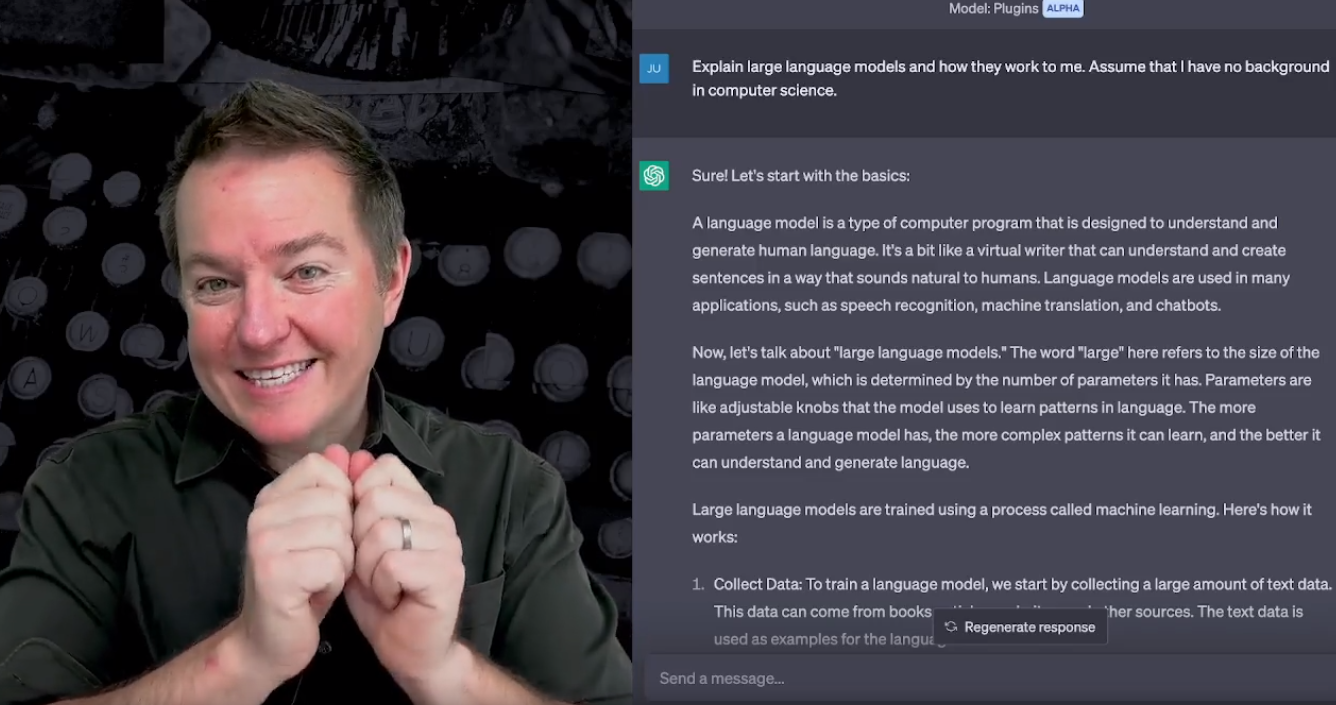 Model: Plugins ALPHA
JU
Explain large language models and how they work to me. Assume that I have no background
in computer science.
Sure! Let's start with the basics:
A language model is a type of computer program that is designed to understand and
generate human language. It's a bit like a virtual writer that can understand and create
sentences in a way that sounds natural to humans. Language models are used in many
applications, such as speech recognition, machine translation, and chatbots.
Now, let's talk about "large language models." The word "large" here refers to the size of the
language model, which is determined by the number of parameters it has. Parameters are
like adjustable knobs that the model uses to learn patterns in language. The more
parameters a language model has, the more complex patterns it can learn, and the better it
can understand and generate language.
Large language models are trained using a process called machine learning. Here's how it
works:
1. Collect Data: To train a language model, we start by collecting a large amount of text data.
This data can come from books sources. The text data is
used as examples for the
Regenerate response
Send a message...
W
U
A